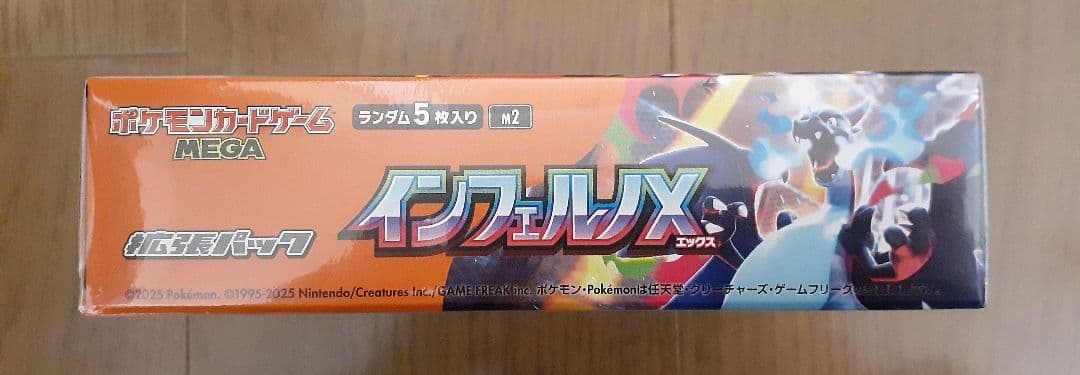 ポケモンカードゲーム
MEGA
ランダム5枚入り M2
インフェルノX
エックス
拡張パック
©2025 Pokémon. ©1995-2025 Nintendo/Creatures Inc./GAME FREAK inc. ポケモン・Pokémonは任天堂・クリーチャーズ・ゲームフリークの